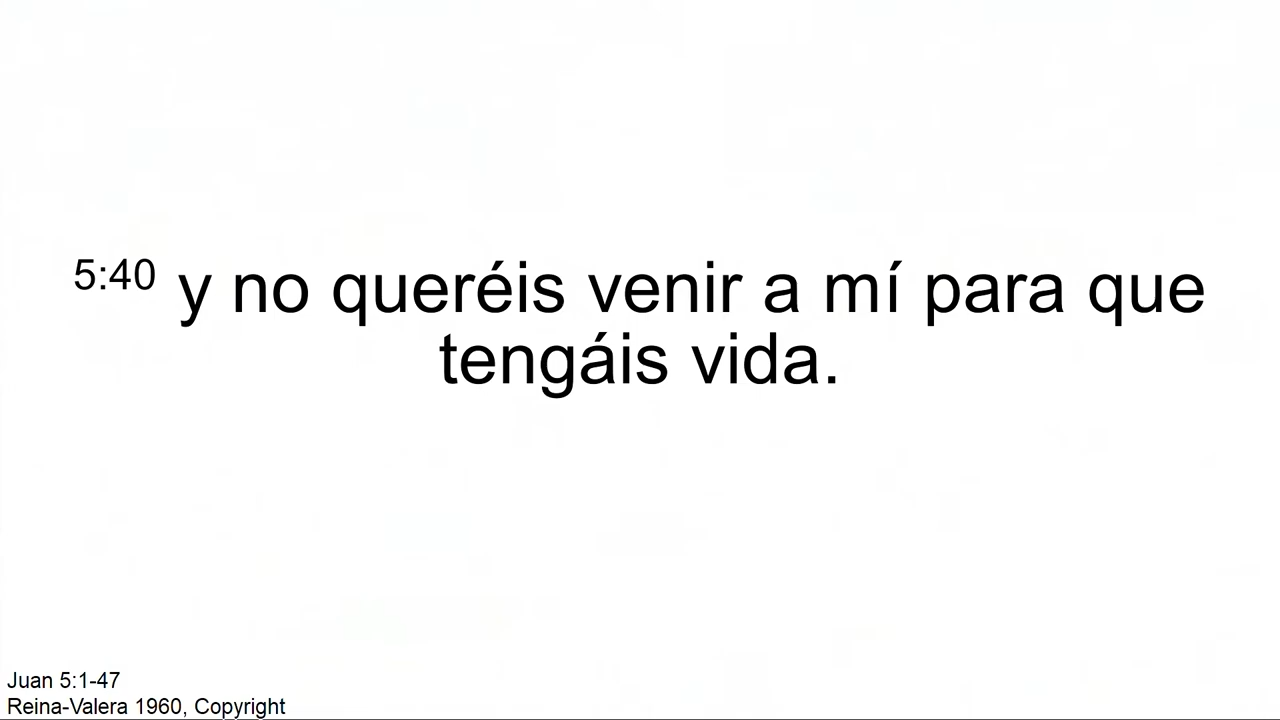 5:40 y no queréis venir a mí para que
tengáis vida.
Juan 5:1-47
Reina-Valera 1960, Copyright